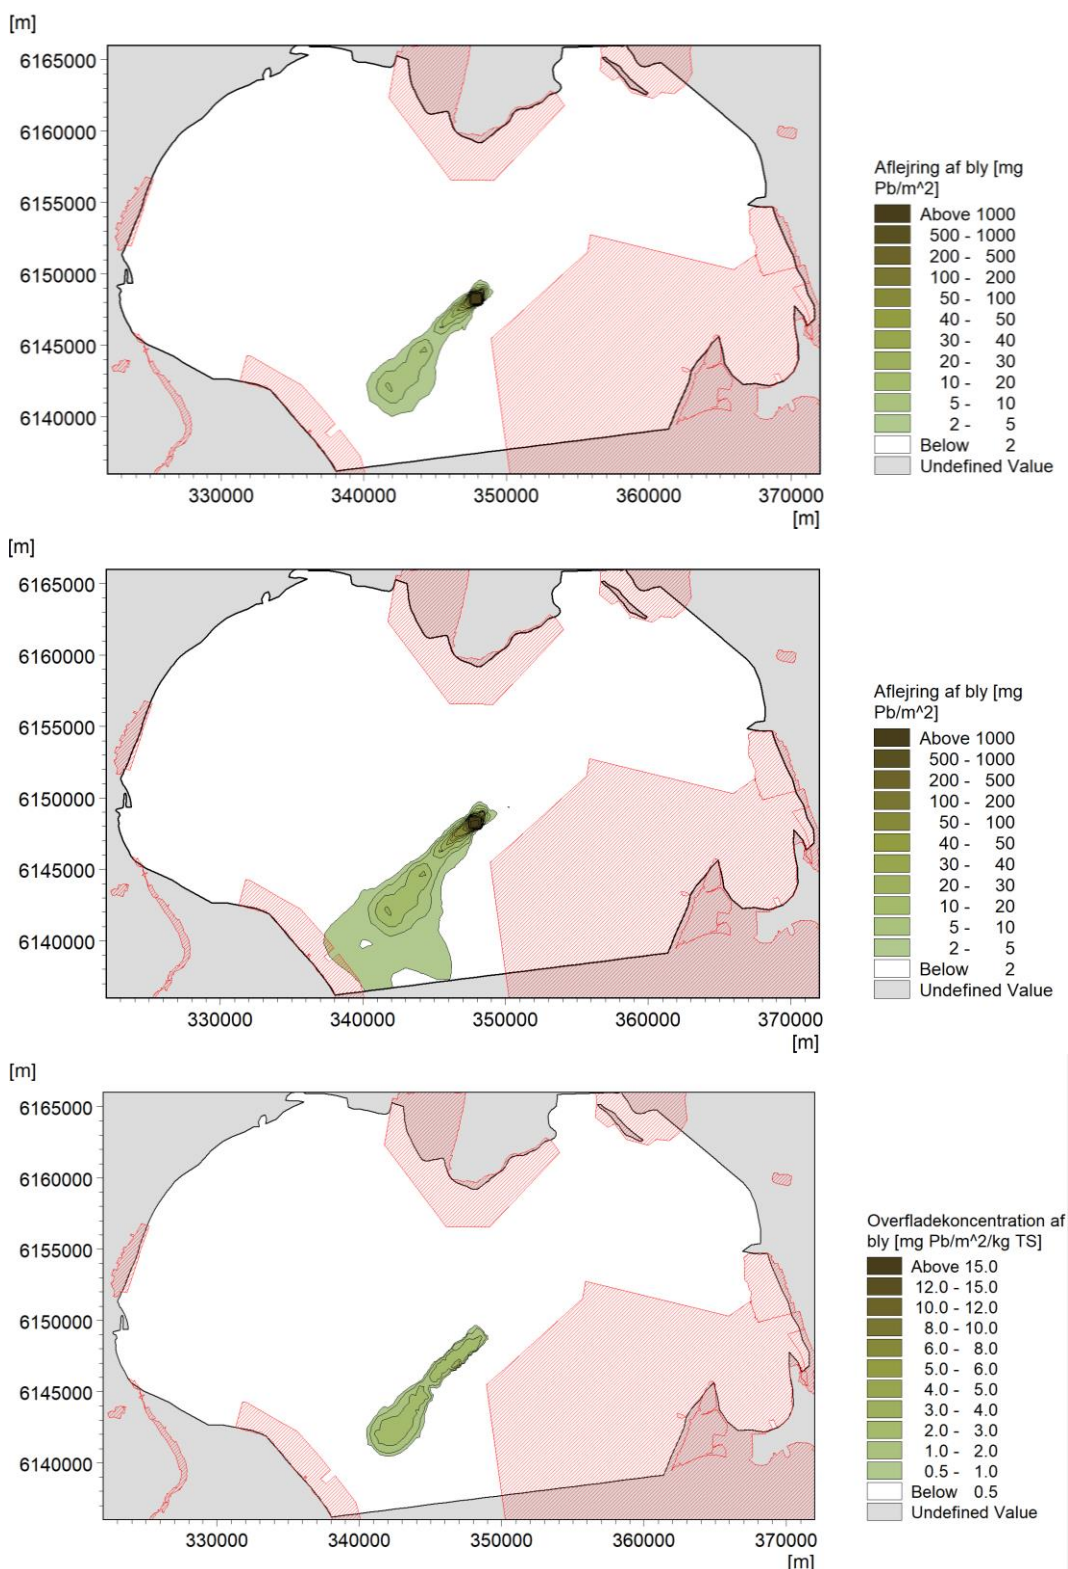 [m]
6165000
6160000
6155000
6150000
6145000
6140000
330000 340000 350000 360000 370000
[m]
Aflejring af bly [mg
Pb/m^2]
Above 1000
500 - 1000
200 - 500
100 - 200
50 - 100
40 - 50
30 - 40
20 - 30
10 - 20
5 - 10
2 - 5
Below 2
Undefined Value
[m]
6165000
6160000
6155000
6150000
6145000
6140000
330000 340000 350000 360000 370000
[m]
Aflejring af bly [mg
Pb/m^2]
Above 1000
500 - 1000
200 - 500
100 - 200
50 - 100
40 - 50
30 - 40
20 - 30
10 - 20
5 - 10
2 - 5
Below 2
Undefined Value
[m]
6165000
6160000
6155000
6150000
6145000
6140000
330000 340000 350000 360000 370000
[m]
Overfladekoncentration af
bly [mg Pb/m^2/kg TS]
Above 15.0
12.0 - 15.0
10.0 - 12.0
8.0 - 10.0
6.0 - 8.0
5.0 - 6.0
4.0 - 5.0
3.0 - 4.0
2.0 - 3.0
1.0 - 2.0
0.5 - 1.0
Below 0.5
Undefined Value